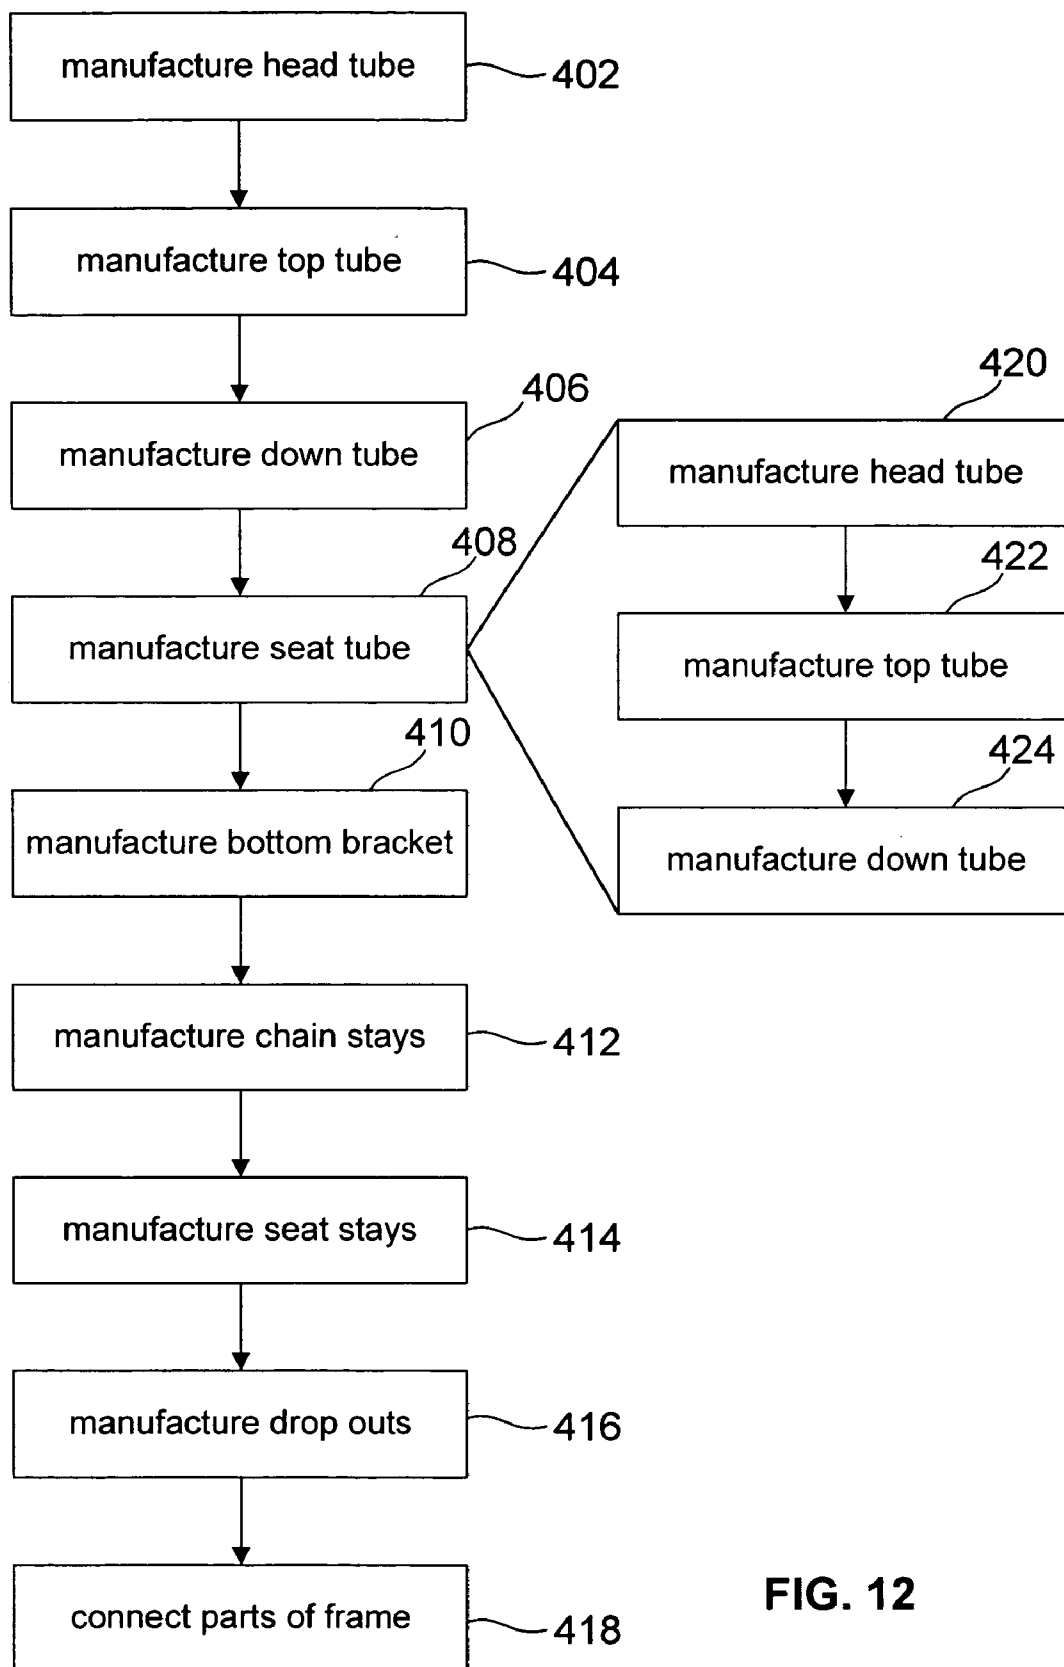 manufacture head tube
402
manufacture top tube
404
406
manufacture down tube
408
manufacture seat tube
410
manufacture bottom bracket
manufacture chain stays
412
manufacture seat stays
414
manufacture drop outs
416
connect parts of frame
418
420
manufacture head tube
422
manufacture top tube
424
manufacture down tube
FIG. 12